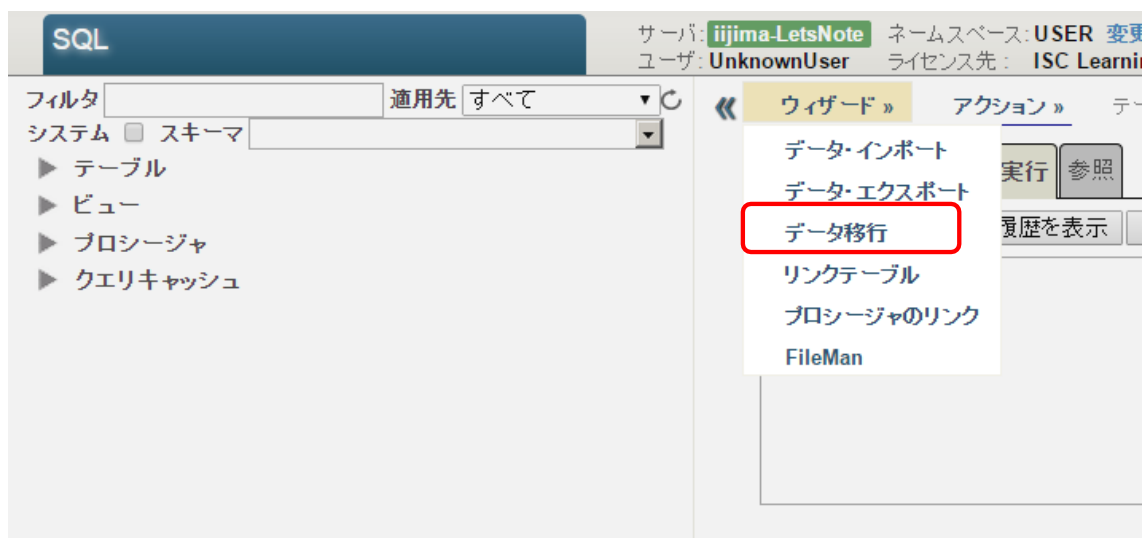 SQL
サーバ: iijima-LetsNote ネームスペース: USER 変更
ユーザ: UnknownUser ライセンス先: ISC Learnin
フィルタ 適用先 すべて
システム スキーマ
テーブル
ビュー
プロシージャ
クエリキャッシュ
« ウィザード » アクション » テー
データ・インポート
データ・エクスポート
データ移行
リンクテーブル
プロシージャのリンク
FileMan
実行 参照
履歴を表示